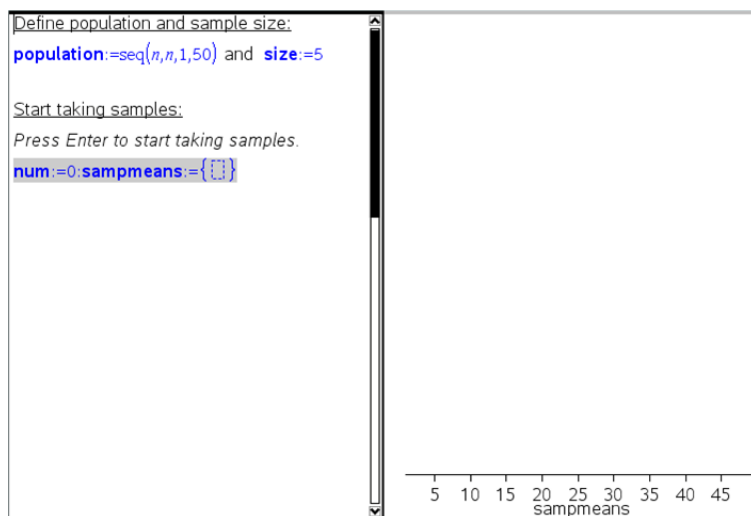 Define population and sample size:
population:=seq(n,n,1,50) and size:=5
Start taking samples:
Press Enter to start taking samples.
num:=0:sampmeans:={⬚}
5 10 15 20 25 30 35 40 45
sampmeans